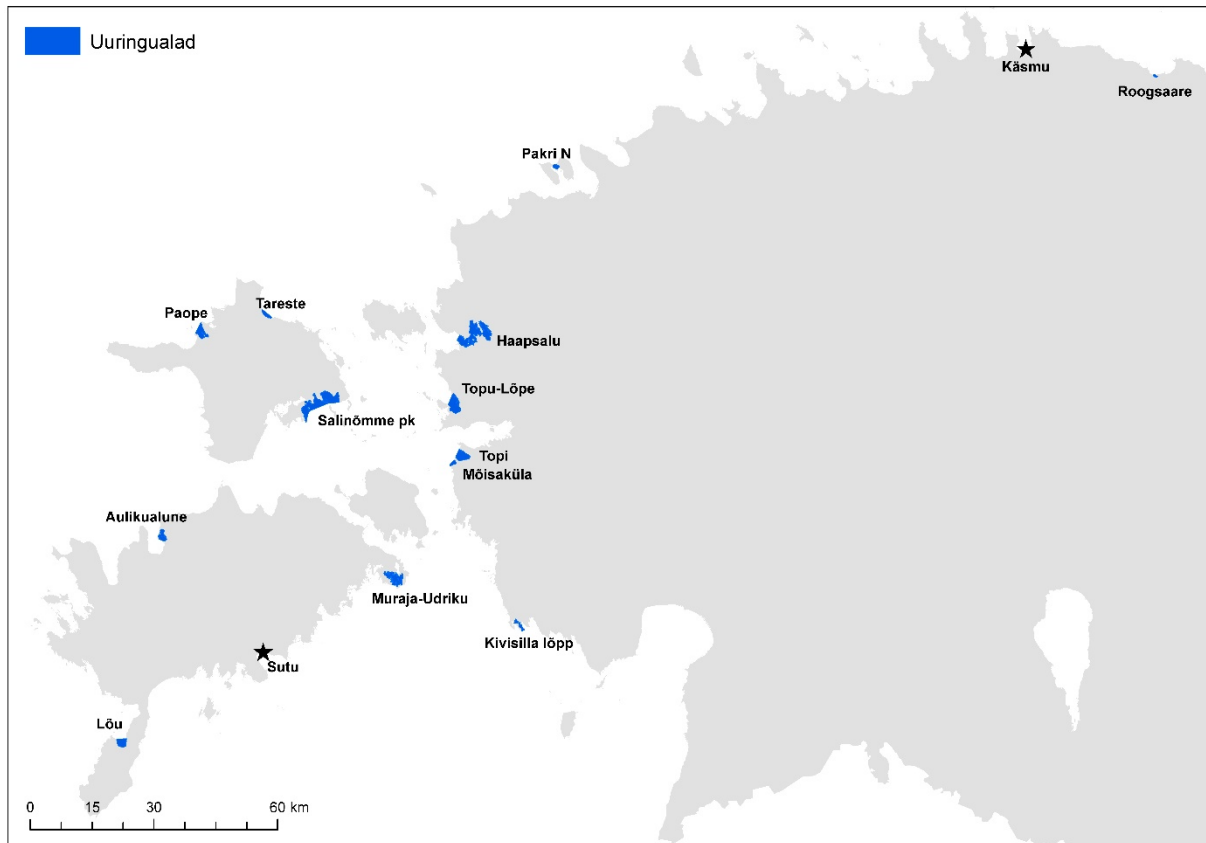 Uuringualad
Käsmu
Roogsaare
Pakri N
Paope
Tareste
Haapsalu
Topu-Lõpe
Salinõmme pk
Topi
Mõisaküla
Aulikualune
Muraja-Udriku
Kivisilla lõpp
Sutu
Lõu
0 15 30 60 km